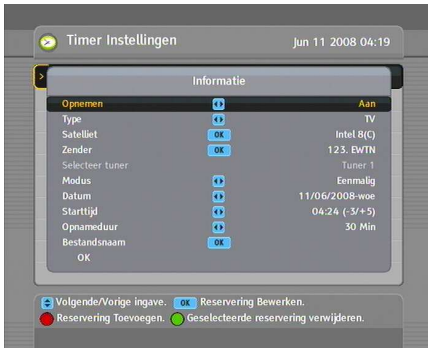 Timer Instellingen Jun 11 2008 04:19
Informatie
Opnemen Aan
Type TV
Satelliet OK Intel 8(C)
Zender OK 123. EWTN
Selecteer tuner Tuner 1
Modus Eenmalig
Datum 11/06/2008-woe
Starttijd 04:24 (-3/+5)
Opnameduur 30 Min
Bestandsnaam OK
OK
Volgende/Vorige ingave. OK Reservering Bewerken.
Reservering Toevoegen. Geselecteerde reservering verwijderen.